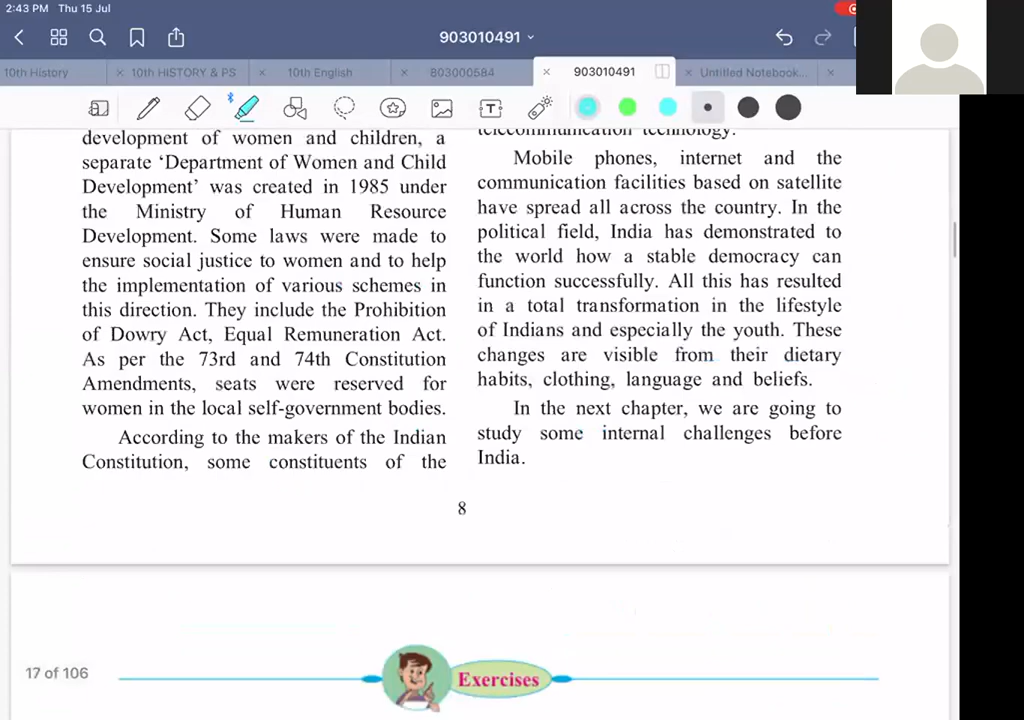 2:43 PM Thu 15 Jul
903010491
10th History
× 10th HISTORY & PS
× 10th English
× 803000584
× 903010491
× Untitled Notebook...
×
development of women and children, a
separate ‘Department of Women and Child
Development’ was created in 1985 under
the Ministry of Human Resource
Development. Some laws were made to
ensure social justice to women and to help
the implementation of various schemes in
this direction. They include the Prohibition
of Dowry Act, Equal Remuneration Act.
As per the 73rd and 74th Constitution
Amendments, seats were reserved for
women in the local self-government bodies.
According to the makers of the Indian
Constitution, some constituents of the
telecommunication technology.
Mobile phones, internet and the
communication facilities based on satellite
have spread all across the country. In the
political field, India has demonstrated to
the world how a stable democracy can
function successfully. All this has resulted
in a total transformation in the lifestyle
of Indians and especially the youth. These
changes are visible from their dietary
habits, clothing, language and beliefs.
In the next chapter, we are going to
study some internal challenges before
India.
8
17 of 106
Exercises